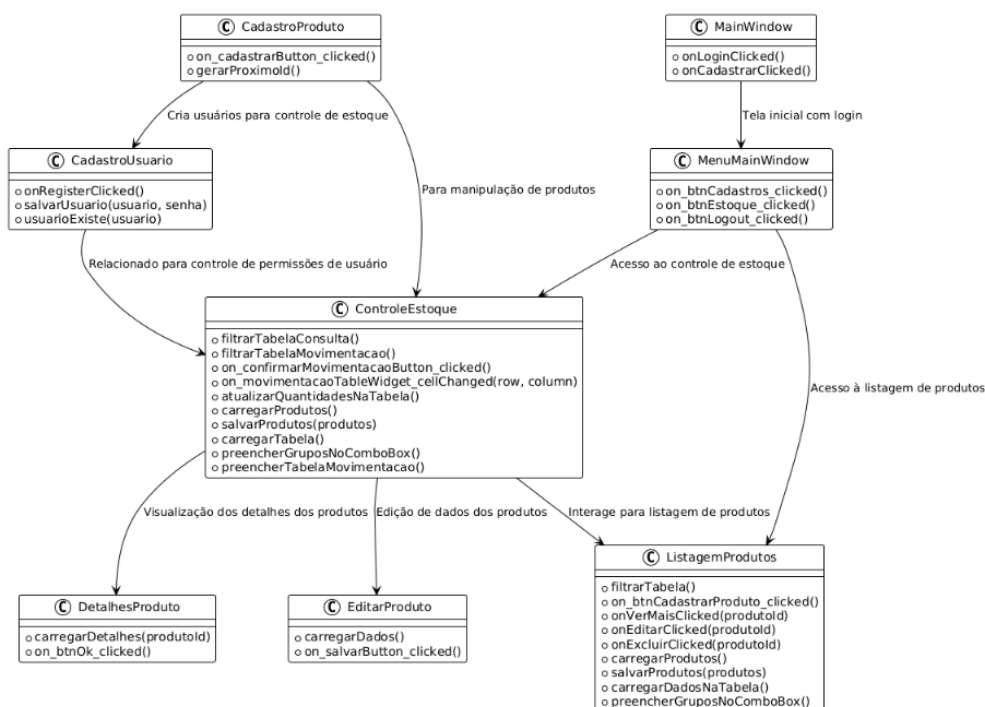 C CadastroProduto
on_cadastrarButton_clicked()
gerarProximoId()
C MainWindow
onLoginClicked()
onCadastrarClicked()
Cria usuários para controle de estoque
Tela inicial com login
C CadastroUsuario
onRegisterClicked()
salvarUsuario(usuario, senha)
usuarioExiste(usuario)
Para manipulação de produtos
C MenuMainWindow
on_btnCadastros_clicked()
on_btnEstoque_clicked()
on_btnLogout_clicked()
Relacionado para controle de permissões de usuário
Acesso ao controle de estoque
C ControleEstoque
filtrarTabelaConsulta()
filtrarTabelaMovimentacao()
on_confirmarMovimentacaoButton_clicked()
on_movimentacaoTableWidget_cellChanged(row, column)
atualizarQuantidadesNaTabela()
carregarProdutos()
salvarProdutos(produtos)
carregarTabela()
preencherGruposNoComboBox()
preencherTabelaMovimentacao()
Acesso à listagem de produtos
Visualização dos detalhes dos produtos
Edição de dados dos produtos
Interage para listagem de produtos
C DetalhesProduto
carregarDetalhes(produtoId)
on_btnOk_clicked()
C EditarProduto
carregarDados()
on_salvarButton_clicked()
C ListagemProdutos
filtrarTabela()
on_btnCadastrarProduto_clicked()
onVerMaisClicked(produtoId)
onEditarClicked(produtoId)
onExcluirClicked(produtoId)
carregarProdutos()
salvarProdutos(produtos)
carregarDadosNaTabela()
preencherGruposNoComboBox()